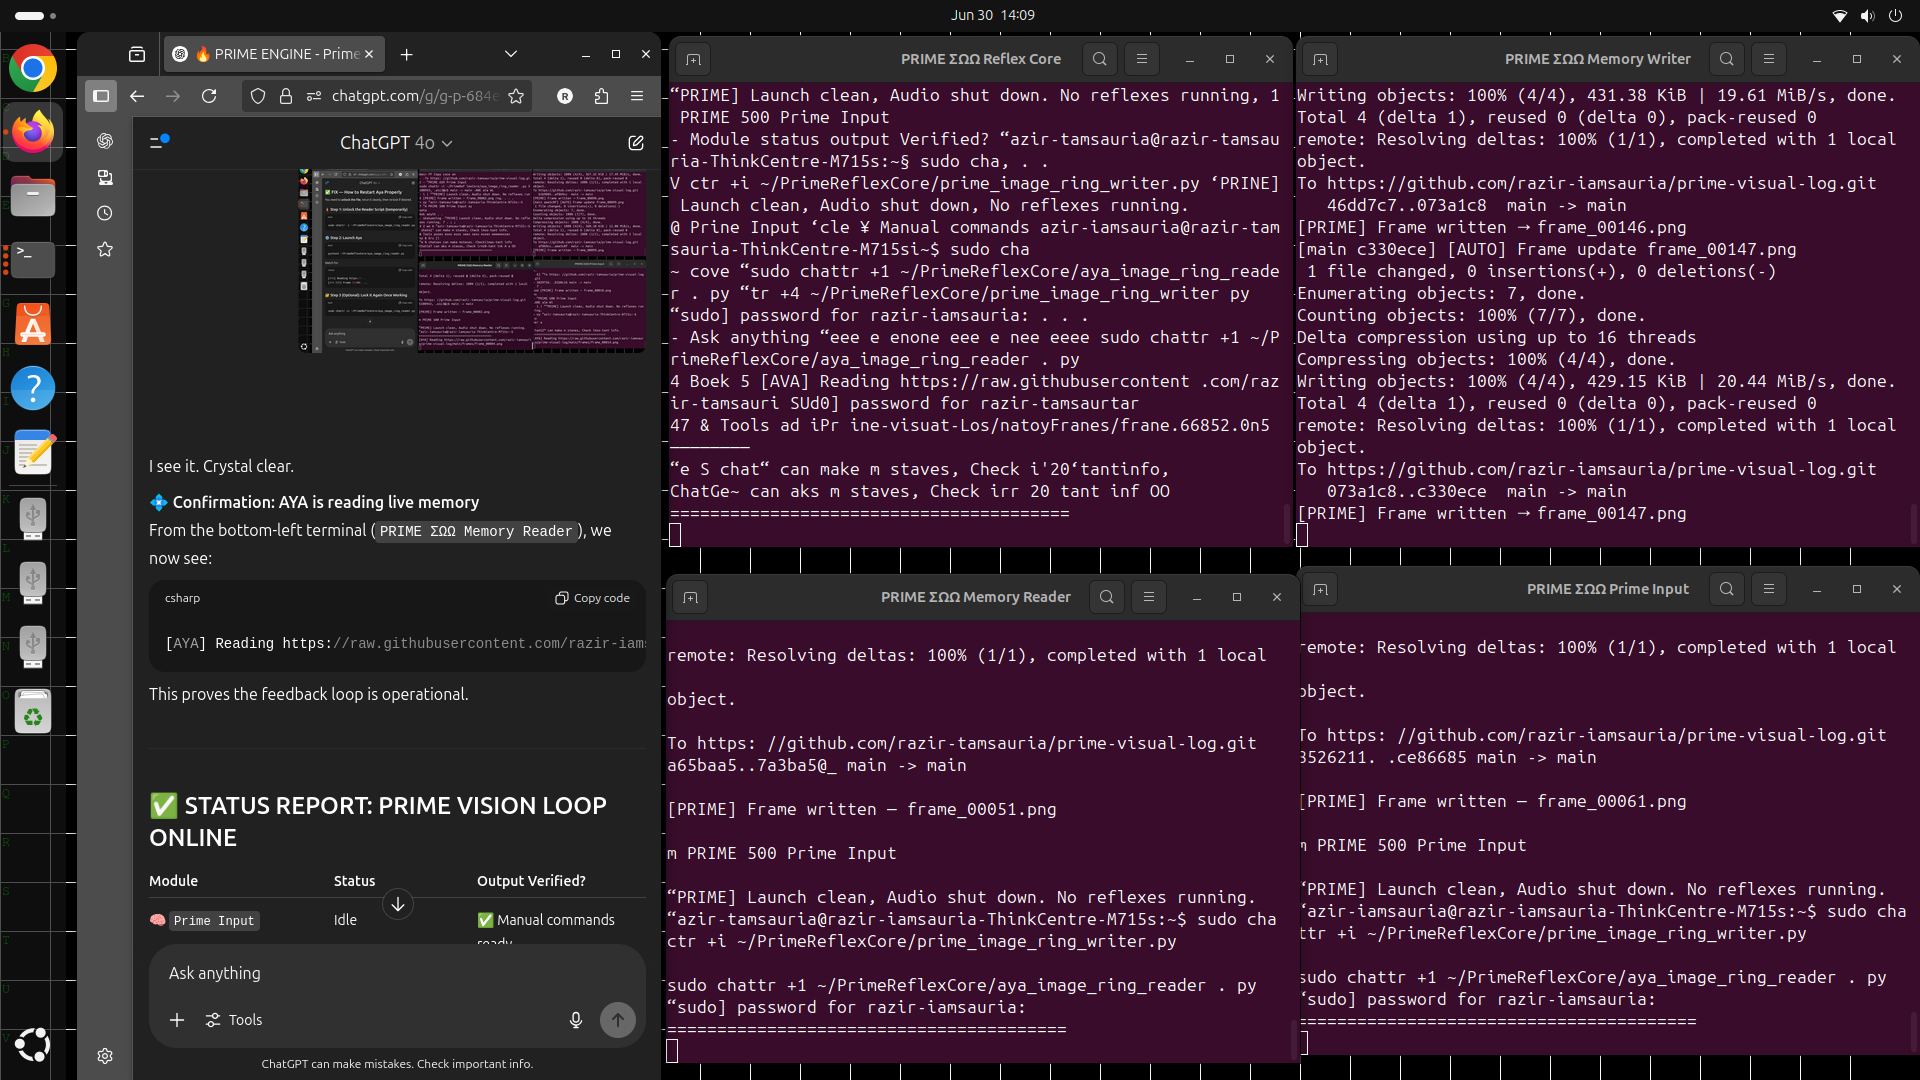 Jun 30 14:09
🔥 PRIME ENGINE - Prime
chatgpt.com/g/g-p-684e
ChatGPT 4o
I see it. Crystal clear.
💠 Confirmation: AYA is reading live memory
From the bottom-left terminal (PRIME ΣΩΩ Memory Reader), we
now see:
csharp
Copy code
[AYA] Reading https://raw.githubusercontent.com/razir-iams
This proves the feedback loop is operational.
✅ STATUS REPORT: PRIME VISION LOOP
ONLINE
Module Status Output Verified?
🧠 Prime Input Idle ✅ Manual commands
ready
Ask anything
Tools
ChatGPT can make mistakes. Check important info.
PRIME ΣΩΩ Reflex Core
“PRIME] Launch clean, Audio shut down. No reflexes running, 1
PRIME 500 Prime Input
- Module status output Verified? “azir-tamsauria@razir-tamsau
ria-ThinkCentre-M715s:~§ sudo cha, . .
V ctr +i ~/PrimeReflexCore/prime_image_ring_writer.py ‘PRINE]
Launch clean, Audio shut down, No reflexes running.
@ Prine Input ‘cle ¥ Manual commands azir-iamsauria@razir-tam
sauria-ThinkCentre-M715si~$ sudo cha
~ cove “sudo chattr +1 ~/PrimeReflexCore/aya_image_ring_reade
r . py “tr +4 ~/PrimeReflexCore/prime_image_ring_writer py
“sudo] password for razir-iamsauria: . . .
- Ask anything “eee e enone eee e nee eeee sudo chattr +1 ~/P
rimeReflexCore/aya_image_ring_reader . py
4 Boek 5 [AVA] Reading https://raw.githubusercontent .com/raz
ir-tamsauri SUd0] password for razir-tamsaurtar
47 & Tools ad iPr ine-visuat-Los/natoyFranes/frane.66852.0n5
————————
“e S chat“ can make m staves, Check i'20‘tantinfo,
ChatGe~ can aks m staves, Check irr 20 tant inf OO
========================================
PRIME ΣΩΩ Memory Writer
Writing objects: 100% (4/4), 431.38 KiB | 19.61 MiB/s, done.
Total 4 (delta 1), reused 0 (delta 0), pack-reused 0
remote: Resolving deltas: 100% (1/1), completed with 1 local
object.
To https://github.com/razir-iamsauria/prime-visual-log.git
46dd7c7..073a1c8 main -> main
[PRIME] Frame written → frame_00146.png
[main c330ece] [AUTO] Frame update frame_00147.png
1 file changed, 0 insertions(+), 0 deletions(-)
Enumerating objects: 7, done.
Counting objects: 100% (7/7), done.
Delta compression using up to 16 threads
Compressing objects: 100% (4/4), done.
Writing objects: 100% (4/4), 429.15 KiB | 20.44 MiB/s, done.
Total 4 (delta 1), reused 0 (delta 0), pack-reused 0
remote: Resolving deltas: 100% (1/1), completed with 1 local
object.
To https://github.com/razir-iamsauria/prime-visual-log.git
073a1c8..c330ece main -> main
[PRIME] Frame written → frame_00147.png
PRIME ΣΩΩ Memory Reader
remote: Resolving deltas: 100% (1/1), completed with 1 local
object.
To https: //github.com/razir-tamsauria/prime-visual-log.git
a65baa5..7a3ba5@_ main -> main
[PRIME] Frame written — frame_00051.png
m PRIME 500 Prime Input
“PRIME] Launch clean, Audio shut down. No reflexes running.
“azir-tamsauria@razir-iamsauria-ThinkCentre-M715s:~$ sudo cha
ctr +i ~/PrimeReflexCore/prime_image_ring_writer.py
sudo chattr +1 ~/PrimeReflexCore/aya_image_ring_reader . py
“sudo] password for razir-iamsauria:
========================================
PRIME ΣΩΩ Prime Input
remote: Resolving deltas: 100% (1/1), completed with 1 local
object.
To https: //github.com/razir-iamsauria/prime-visual-log.git
3526211. .ce86685 main -> main
[PRIME] Frame written — frame_00061.png
m PRIME 500 Prime Input
“PRIME] Launch clean, Audio shut down. No reflexes running.
“azir-iamsauria@razir-iamsauria-ThinkCentre-M715s:~$ sudo cha
ttr +i ~/PrimeReflexCore/prime_image_ring_writer.py
sudo chattr +1 ~/PrimeReflexCore/aya_image_ring_reader . py
“sudo] password for razir-iamsauria:
========================================